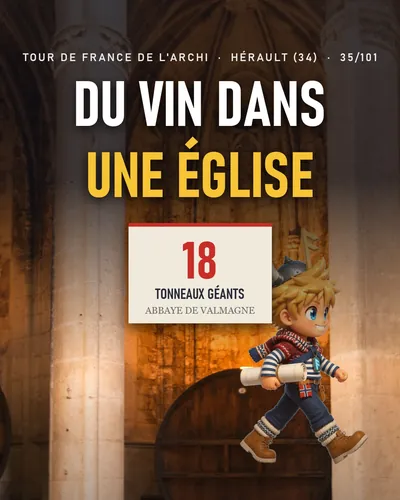 TOUR DE FRANCE DE L'ARCHI · HÉRAULT (34) · 35/101
DU VIN DANS
UNE ÉGLISE
18
TONNEAUX GÉANTS
ABBAYE DE VALMAGNE